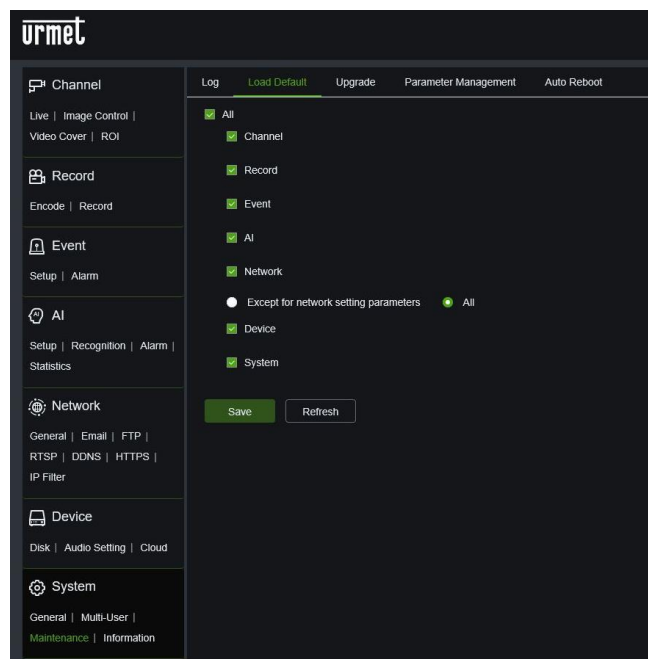 urmet
Channel
Live | Image Control |
Video Cover | ROI
Record
Encode | Record
Event
Setup | Alarm
AI
AI
Setup | Recognition | Alarm |
Statistics
Network
General | Email | FTP |
RTSP | DDNS | HTTPS |
IP Filter
Device
Disk | Audio Setting | Cloud
System
General | Multi-User |
Maintenance | Information
Log Load Default Upgrade Parameter Management Auto Reboot
All
Channel
Record
Event
AI
Network
Except for network setting parameters All
Device
System
Save Refresh